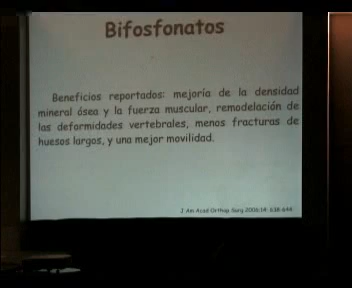 Bifosfonatos
Beneficios reportados: mejoría de la densidad
mineral ósea y la fuerza muscular, remodelación de
las deformidades vertebrales, menos fracturas de
huesos largos, y una mejor movilidad.
J Am Acad Orthop Surg 2006;14: